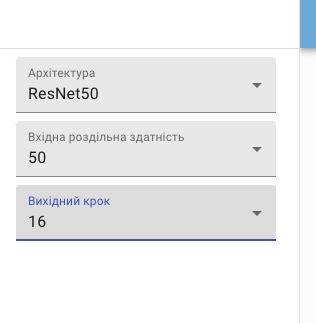 Архітектура
ResNet50
Вхідна роздільна здатність
50
Вихідний крок
16